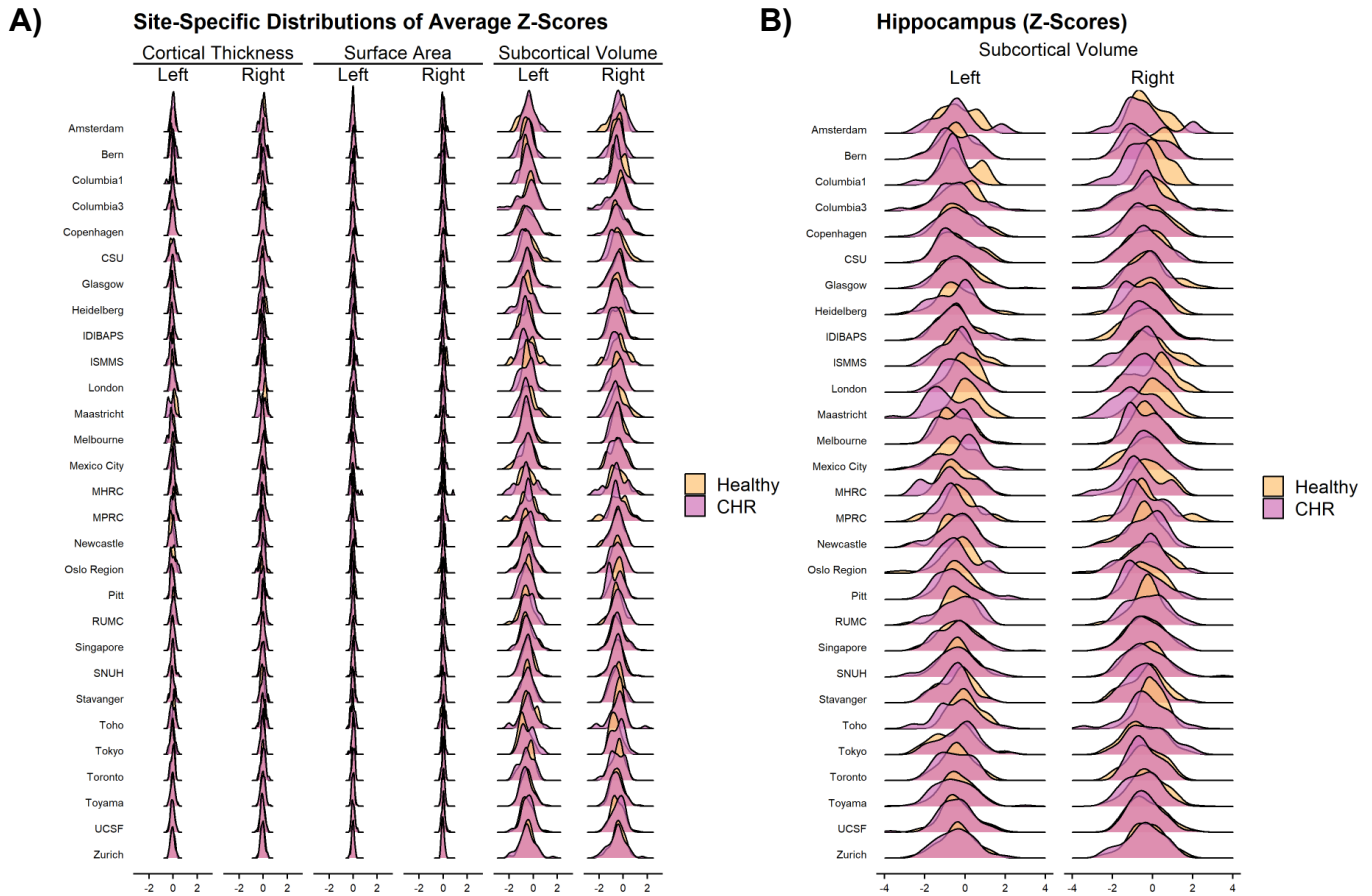 A)
Site-Specific Distributions of Average Z-Scores
Cortical Thickness Surface Area Subcortical Volume
Left Right Left Right Left Right
Amsterdam
Bern
Columbia1
Columbia3
Copenhagen
CSU
Glasgow
Heidelberg
IDIBAPS
ISMMS
London
Maastricht
Melbourne
Mexico City
MHRC
MPRC
Newcastle
Oslo Region
Pitt
RUMC
Singapore
SNUH
Stavanger
Toho
Tokyo
Toronto
Toyama
UCSF
Zurich
-2 0 2 -2 0 2 -2 0 2 -2 0 2 -2 0 2 -2 0 2
Healthy
CHR
B)
Hippocampus (Z-Scores)
Subcortical Volume
Left Right
Amsterdam
Bern
Columbia1
Columbia3
Copenhagen
CSU
Glasgow
Heidelberg
IDIBAPS
ISMMS
London
Maastricht
Melbourne
Mexico City
MHRC
MPRC
Newcastle
Oslo Region
Pitt
RUMC
Singapore
SNUH
Stavanger
Toho
Tokyo
Toronto
Toyama
UCSF
Zurich
-4 -2 0 2 4 -4 -2 0 2 4
Healthy
CHR